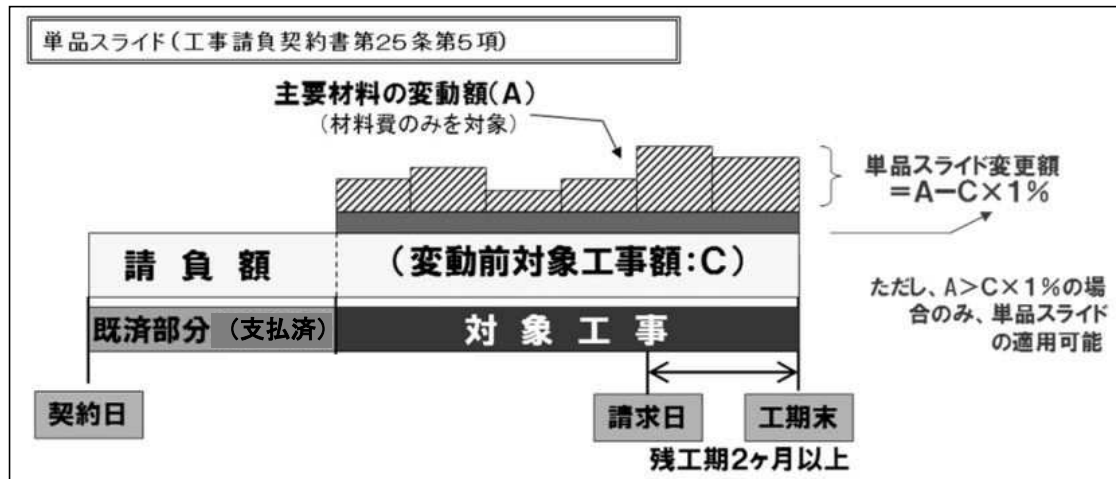 単品スライド(工事請負契約書第25条第5項)
主要材料の変動額(A)
(材料費のみを対象)
単品スライド変更額
=A-C×1%
請負額
(変動前対象工事額:C)
ただし、A>C×1%の場
合のみ、単品スライド
の適用可能
既済部分(支払済)
対象工事
契約日
請求日
工期末
残工期2ヶ月以上